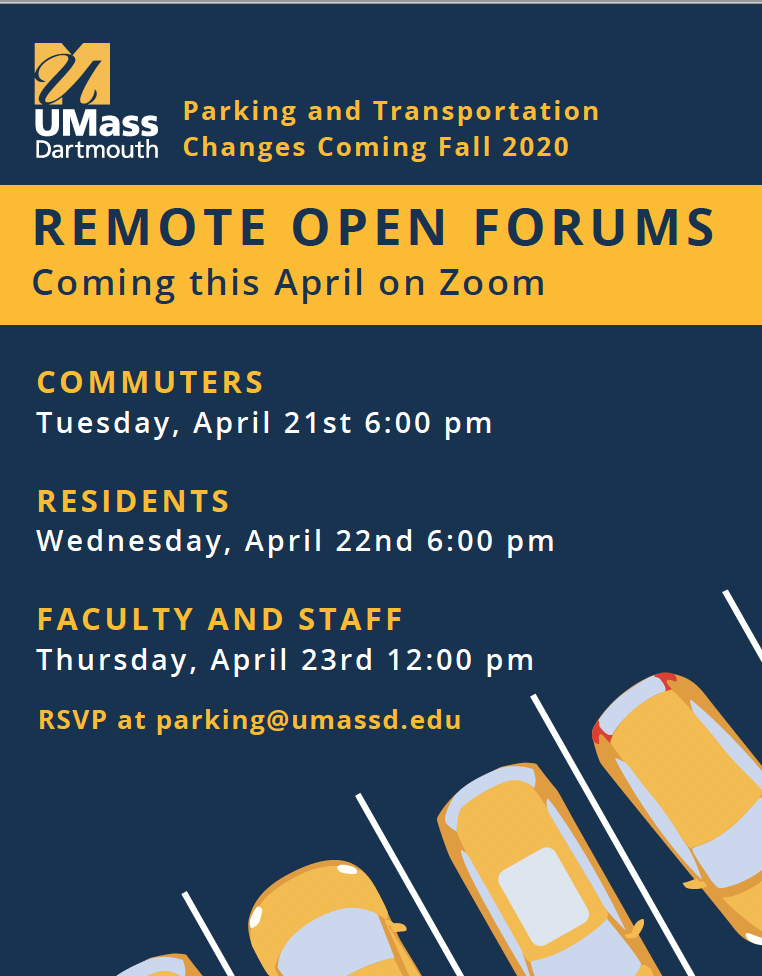 UMass
Dartmouth
Parking and Transportation
Changes Coming Fall 2020
REMOTE OPEN FORUMS
Coming this April on Zoom
COMMUTERS
Tuesday, April 21st 6:00 pm
RESIDENTS
Wednesday, April 22nd 6:00 pm
FACULTY AND STAFF
Thursday, April 23rd 12:00 pm
RSVP at parking@umassd.edu